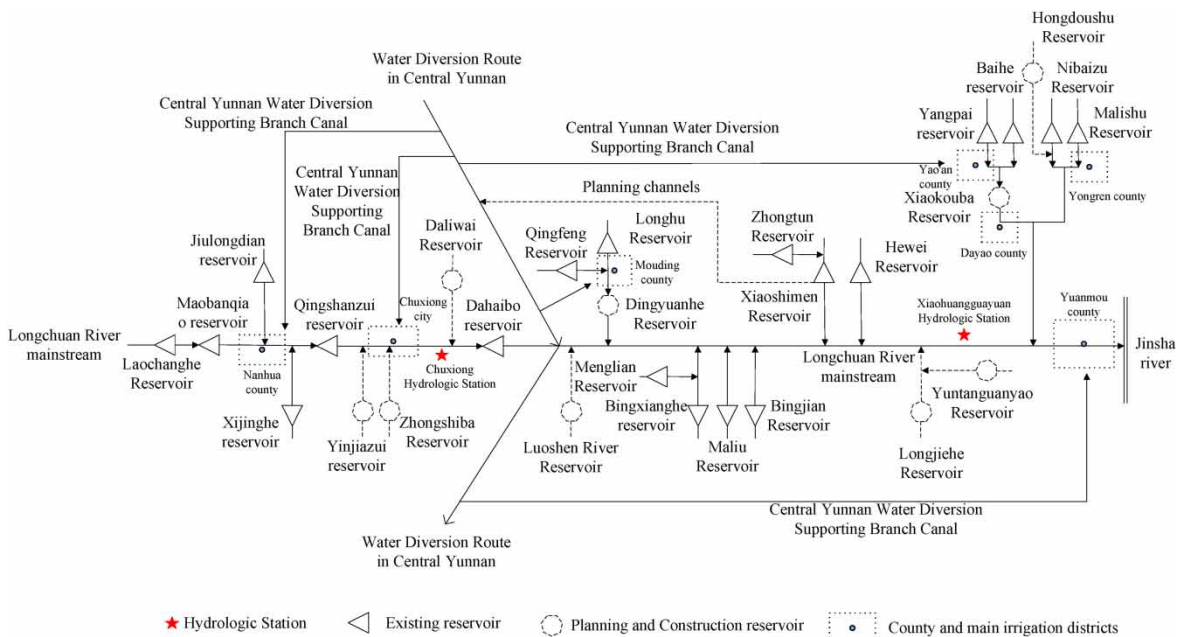 Hongdoushu
Reservoir
Water Diversion Route
in Central Yunnan
Baihe
reservoir
Nibaizu
Reservoir
Central Yunnan Water Diversion
Supporting Branch Canal
Central Yunnan Water Diversion
Supporting Branch Canal
Yangpai
reservoir
Malishu
Reservoir
Central Yunnan
Water Diversion
Supporting
Branch Canal
Planning channels
Yao'an
county
Xiaokouba
Reservoir
Yongren county
Daliwai
Reservoir
Longhu
Reservoir
Qingfeng
Reservoir
Zhongtun
Reservoir
Hewei
Reservoir
Dayao county
Jiulongdian
reservoir
Mouding
county
Maobanqia
o reservoir
Qingshanzui
reservoir
Chuxiong
city
Dahaibo
reservoir
Dingyuanhe
Reservoir
Xiaoshimen
Reservoir
Xiaohuangguayuan
Hydrologic Station
Yuanmou
county
Longchuan River
mainstream
Laochanghe
Reservoir
Nanhua
county
Chuxiong
Hydrologic Station
Menglian
Reservoir
Longchuan River
mainstream
Jinsha
river
Xijinghe
reservoir
Yinjiazui
reservoir
Zhongshiba
Reservoir
Luoshen River
Reservoir
Bingxianghe
reservoir
Maliu
Reservoir
Bingjian
Reservoir
Yuntanguanyao
Reservoir
Longjiehe
Reservoir
Central Yunnan Water Diversion
Supporting Branch Canal
Water Diversion Route
in Central Yunnan
Hydrologic Station
Existing reservoir
Planning and Construction reservoir
County and main irrigation districts